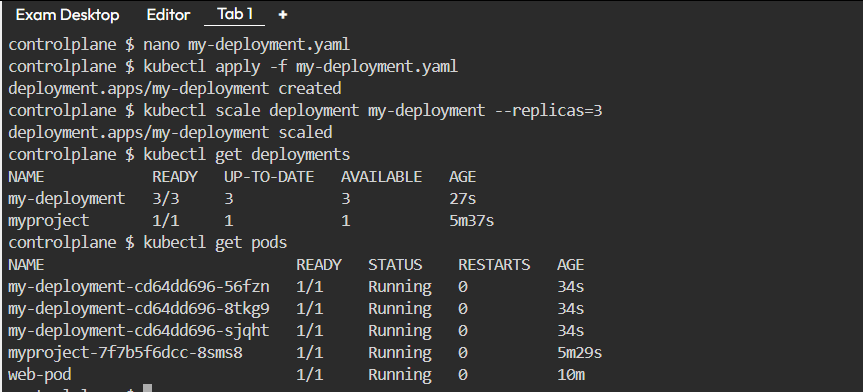 Exam Desktop Editor Tab 1 +
controlplane $ nano my-deployment.yaml
controlplane $ kubectl apply -f my-deployment.yaml
deployment.apps/my-deployment created
controlplane $ kubectl scale deployment my-deployment --replicas=3
deployment.apps/my-deployment scaled
controlplane $ kubectl get deployments
NAME READY UP-TO-DATE AVAILABLE AGE
my-deployment 3/3 3 3 27s
myproject 1/1 1 1 5m37s
controlplane $ kubectl get pods
NAME READY STATUS RESTARTS AGE
my-deployment-cd64dd696-56fzn 1/1 Running 0 34s
my-deployment-cd64dd696-8tkg9 1/1 Running 0 34s
my-deployment-cd64dd696-sjqht 1/1 Running 0 34s
myproject-7f7b5f6dcc-8sms8 1/1 Running 0 5m29s
web-pod 1/1 Running 0 10m
controlplane $